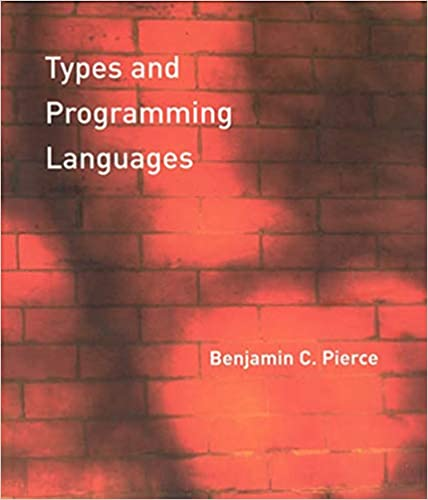 Types and
Programming
Languages
Benjamin C. Pierce